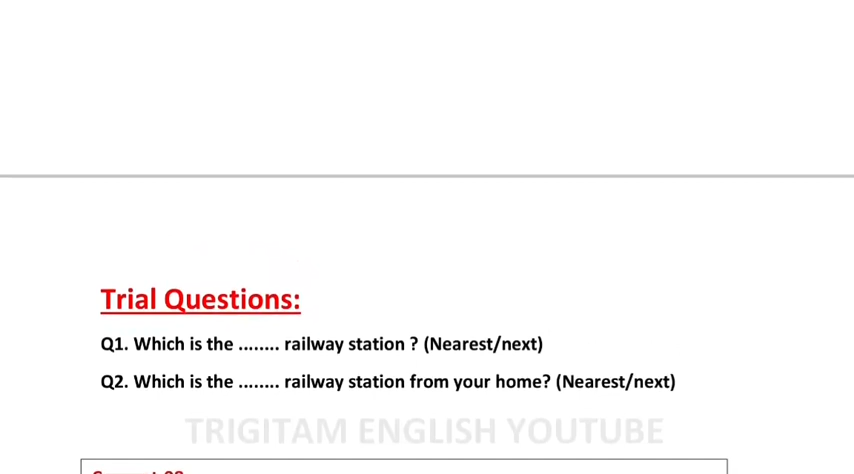 Trial Questions:
Q1. Which is the ........ railway station ? (Nearest/next)
Q2. Which is the ........ railway station from your home? (Nearest/next)
TRIGITAM ENGLISH YOUTUBE